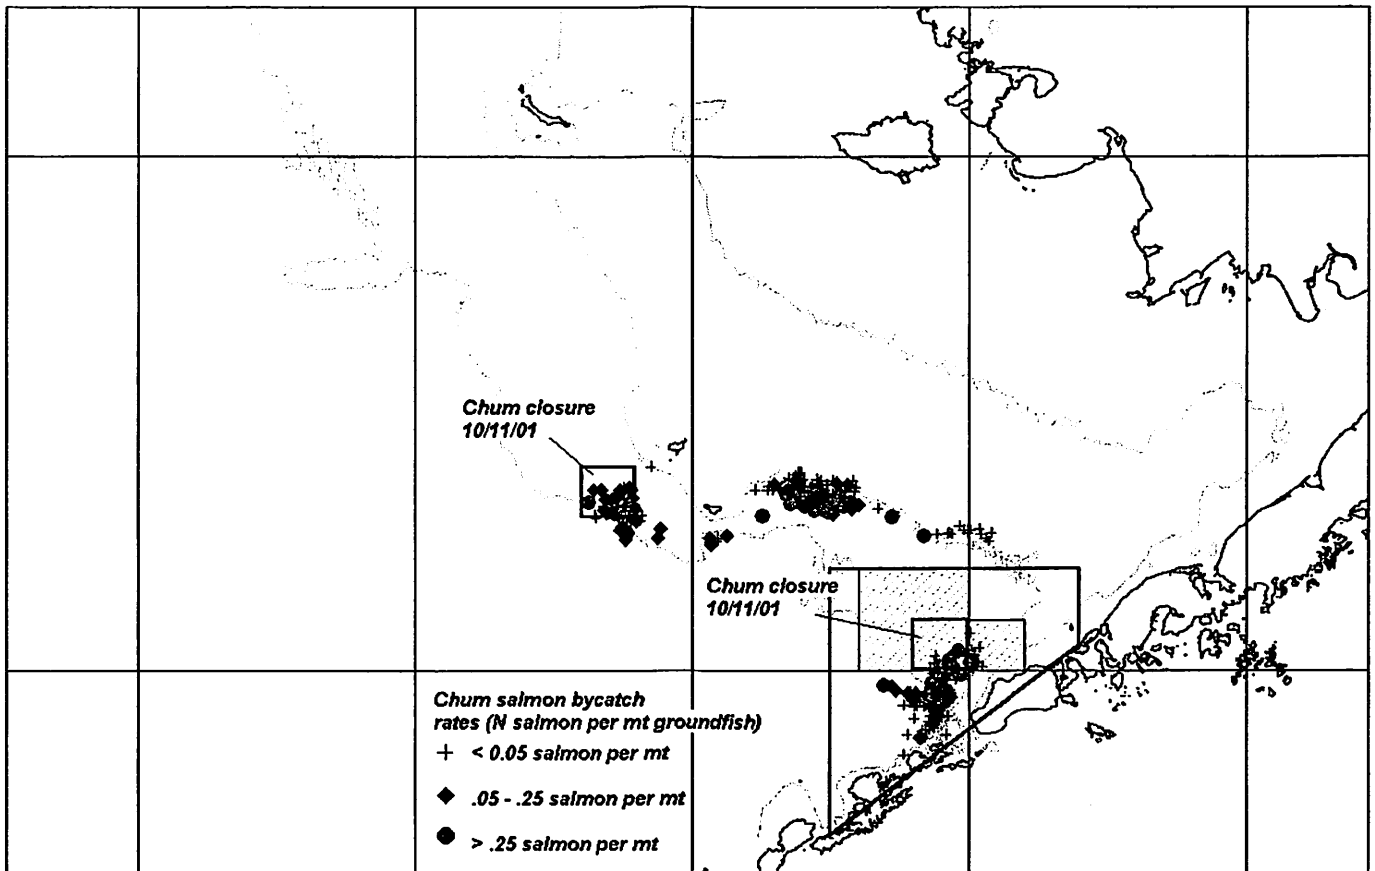 Chum closure
10/11/01
Chum closure
10/11/01
Chum salmon bycatch
rates (N salmon per mt groundfish)
+ < 0.05 salmon per mt
.05 - .25 salmon per mt
> .25 salmon per mt